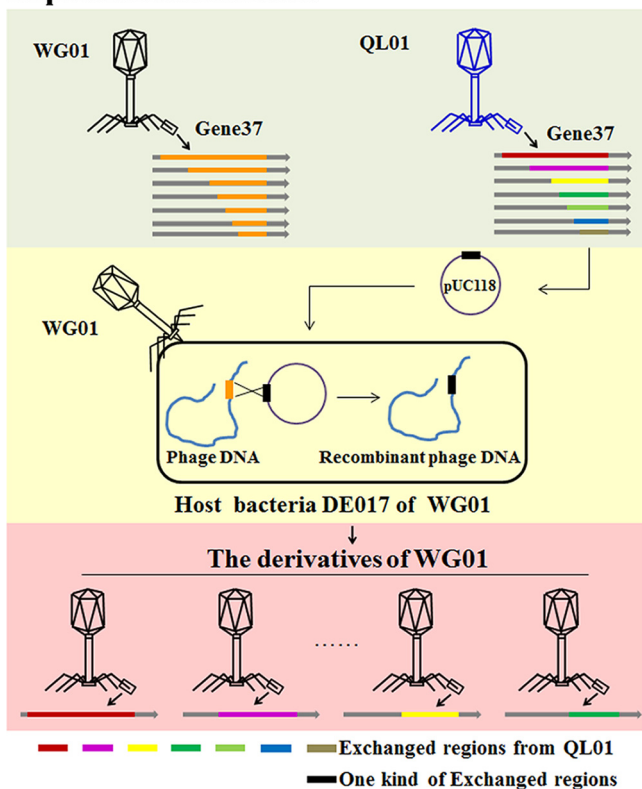 WG01
QL01
Gene37
Gene37
pUC118
WG01
Phage DNA
Recombinant phage DNA
Host bacteria DE017 of WG01
The derivatives of WG01
......
Exchanged regions from QL01
One kind of Exchanged regions